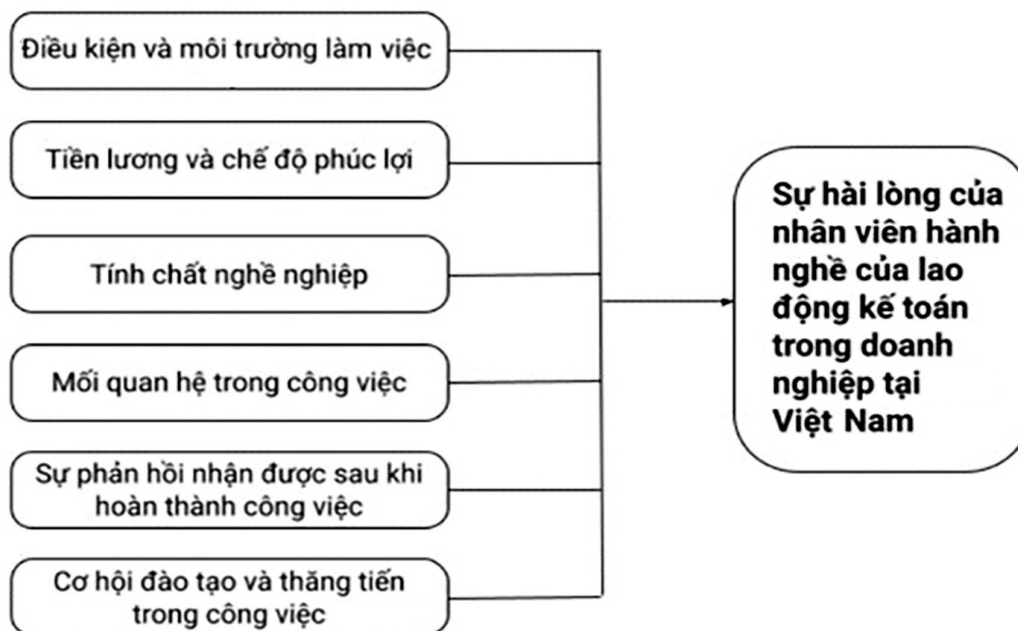 Điều kiện và môi trường làm việc
Tiền lương và chế độ phúc lợi
Tính chất nghề nghiệp
Mối quan hệ trong công việc
Sự phản hồi nhận được sau khi
hoàn thành công việc
Cơ hội đào tạo và thăng tiến
trong công việc
Sự hài lòng của
nhân viên hành
nghề của lao
động kế toán
trong doanh
nghiệp tại
Việt Nam